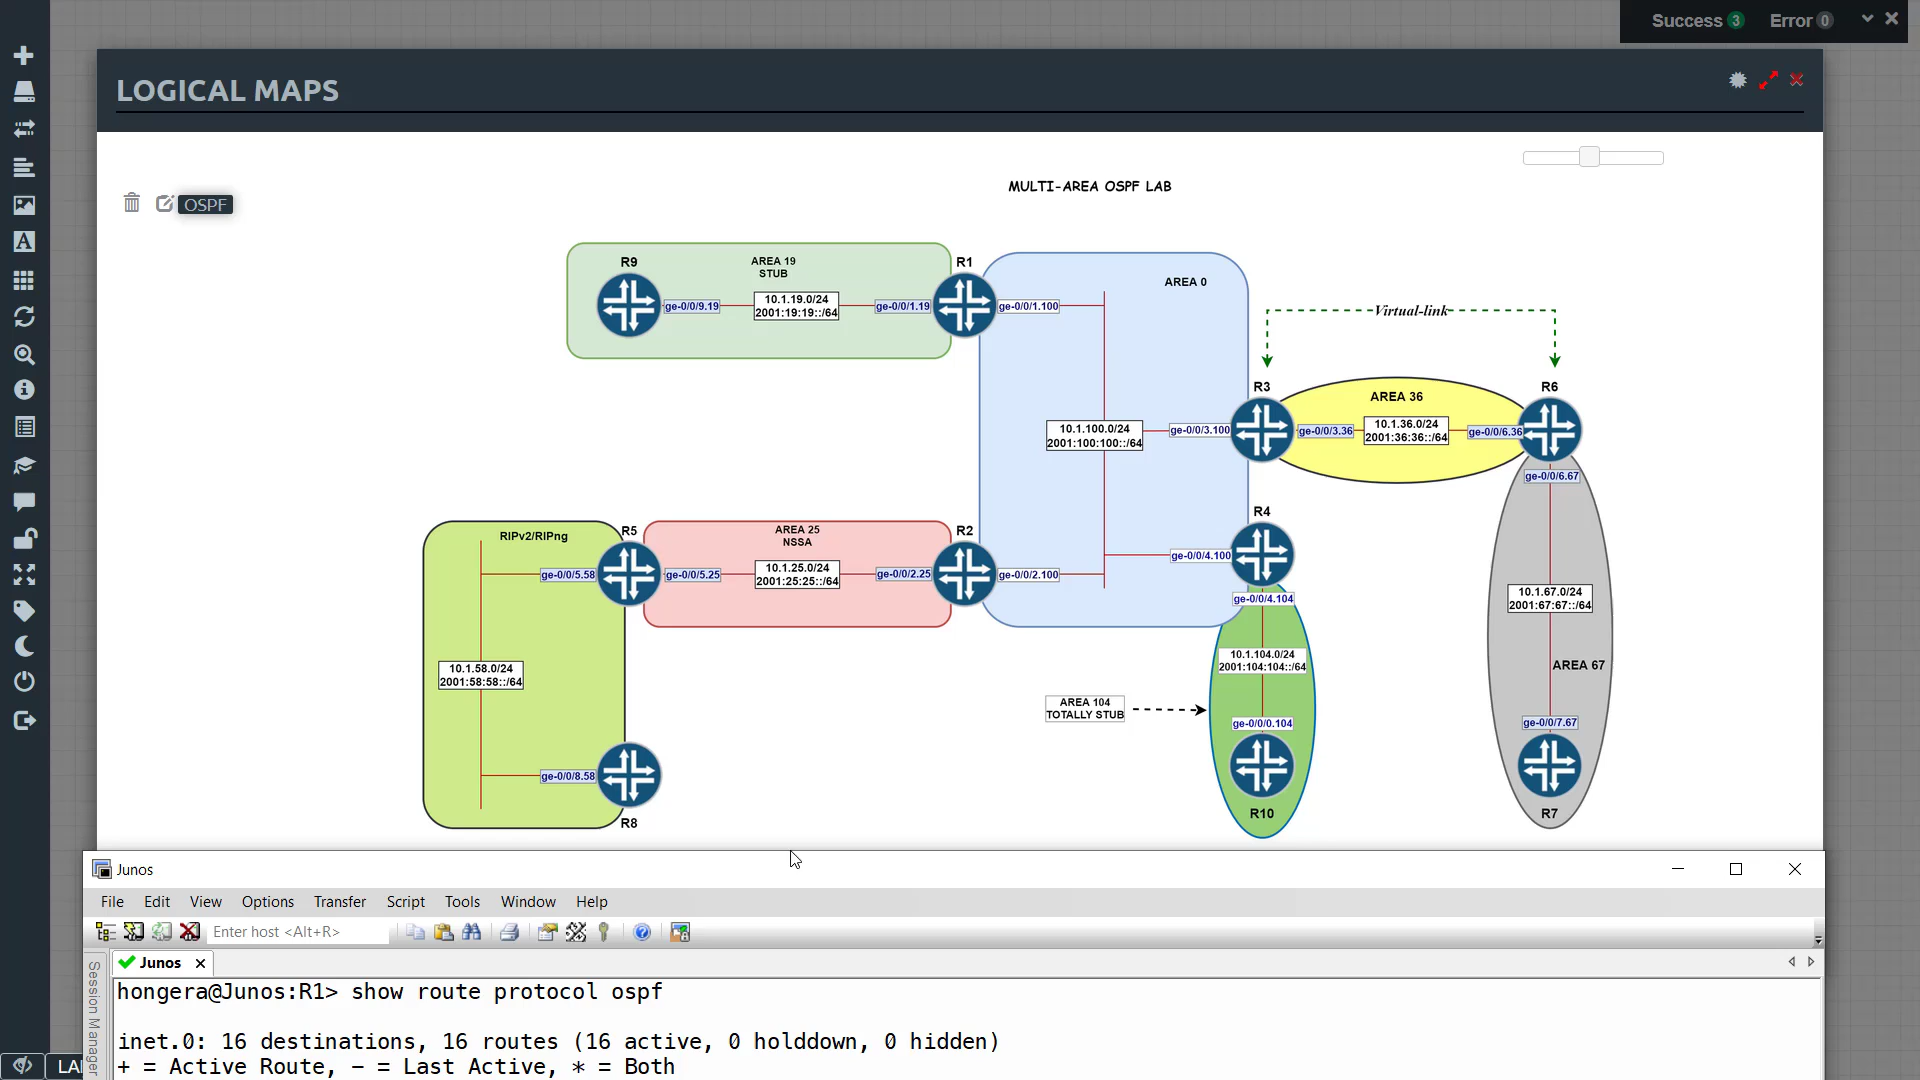 Success 3 Error 0
LOGICAL MAPS
MULTI-AREA OSPF LAB
OSPF
R9
AREA 19
STUB
R1
AREA 0
ge-0/0/9.19
10.1.19.0/24
2001:19:19::/64
ge-0/0/1.19
ge-0/0/1.100
Virtual-link
R3
R6
AREA 36
10.1.100.0/24
2001:100:100::/64
ge-0/0/3.100
ge-0/0/3.36
10.1.36.0/24
2001:36:36::/64
ge-0/0/6.36
ge-0/0/6.67
R4
RIPv2/RIPng
R5
AREA 25
NSSA
R2
ge-0/0/4.100
ge-0/0/5.58
ge-0/0/5.25
10.1.25.0/24
2001:25:25::/64
ge-0/0/2.25
ge-0/0/2.100
ge-0/0/4.104
10.1.67.0/24
2001:67:67::/64
10.1.58.0/24
2001:58:58::/64
10.1.104.0/24
2001:104:104::/64
AREA 67
AREA 104
TOTALLY STUB
ge-0/0/0.104
ge-0/0/7.67
ge-0/0/8.58
R8
R10
R7
Junos
File Edit View Options Transfer Script Tools Window Help
Enter host <Alt+R>
Junos
Session Manager
hongera@Junos:R1> show route protocol ospf
inet.0: 16 destinations, 16 routes (16 active, 0 holddown, 0 hidden)
+ = Active Route, - = Last Active, * = Both